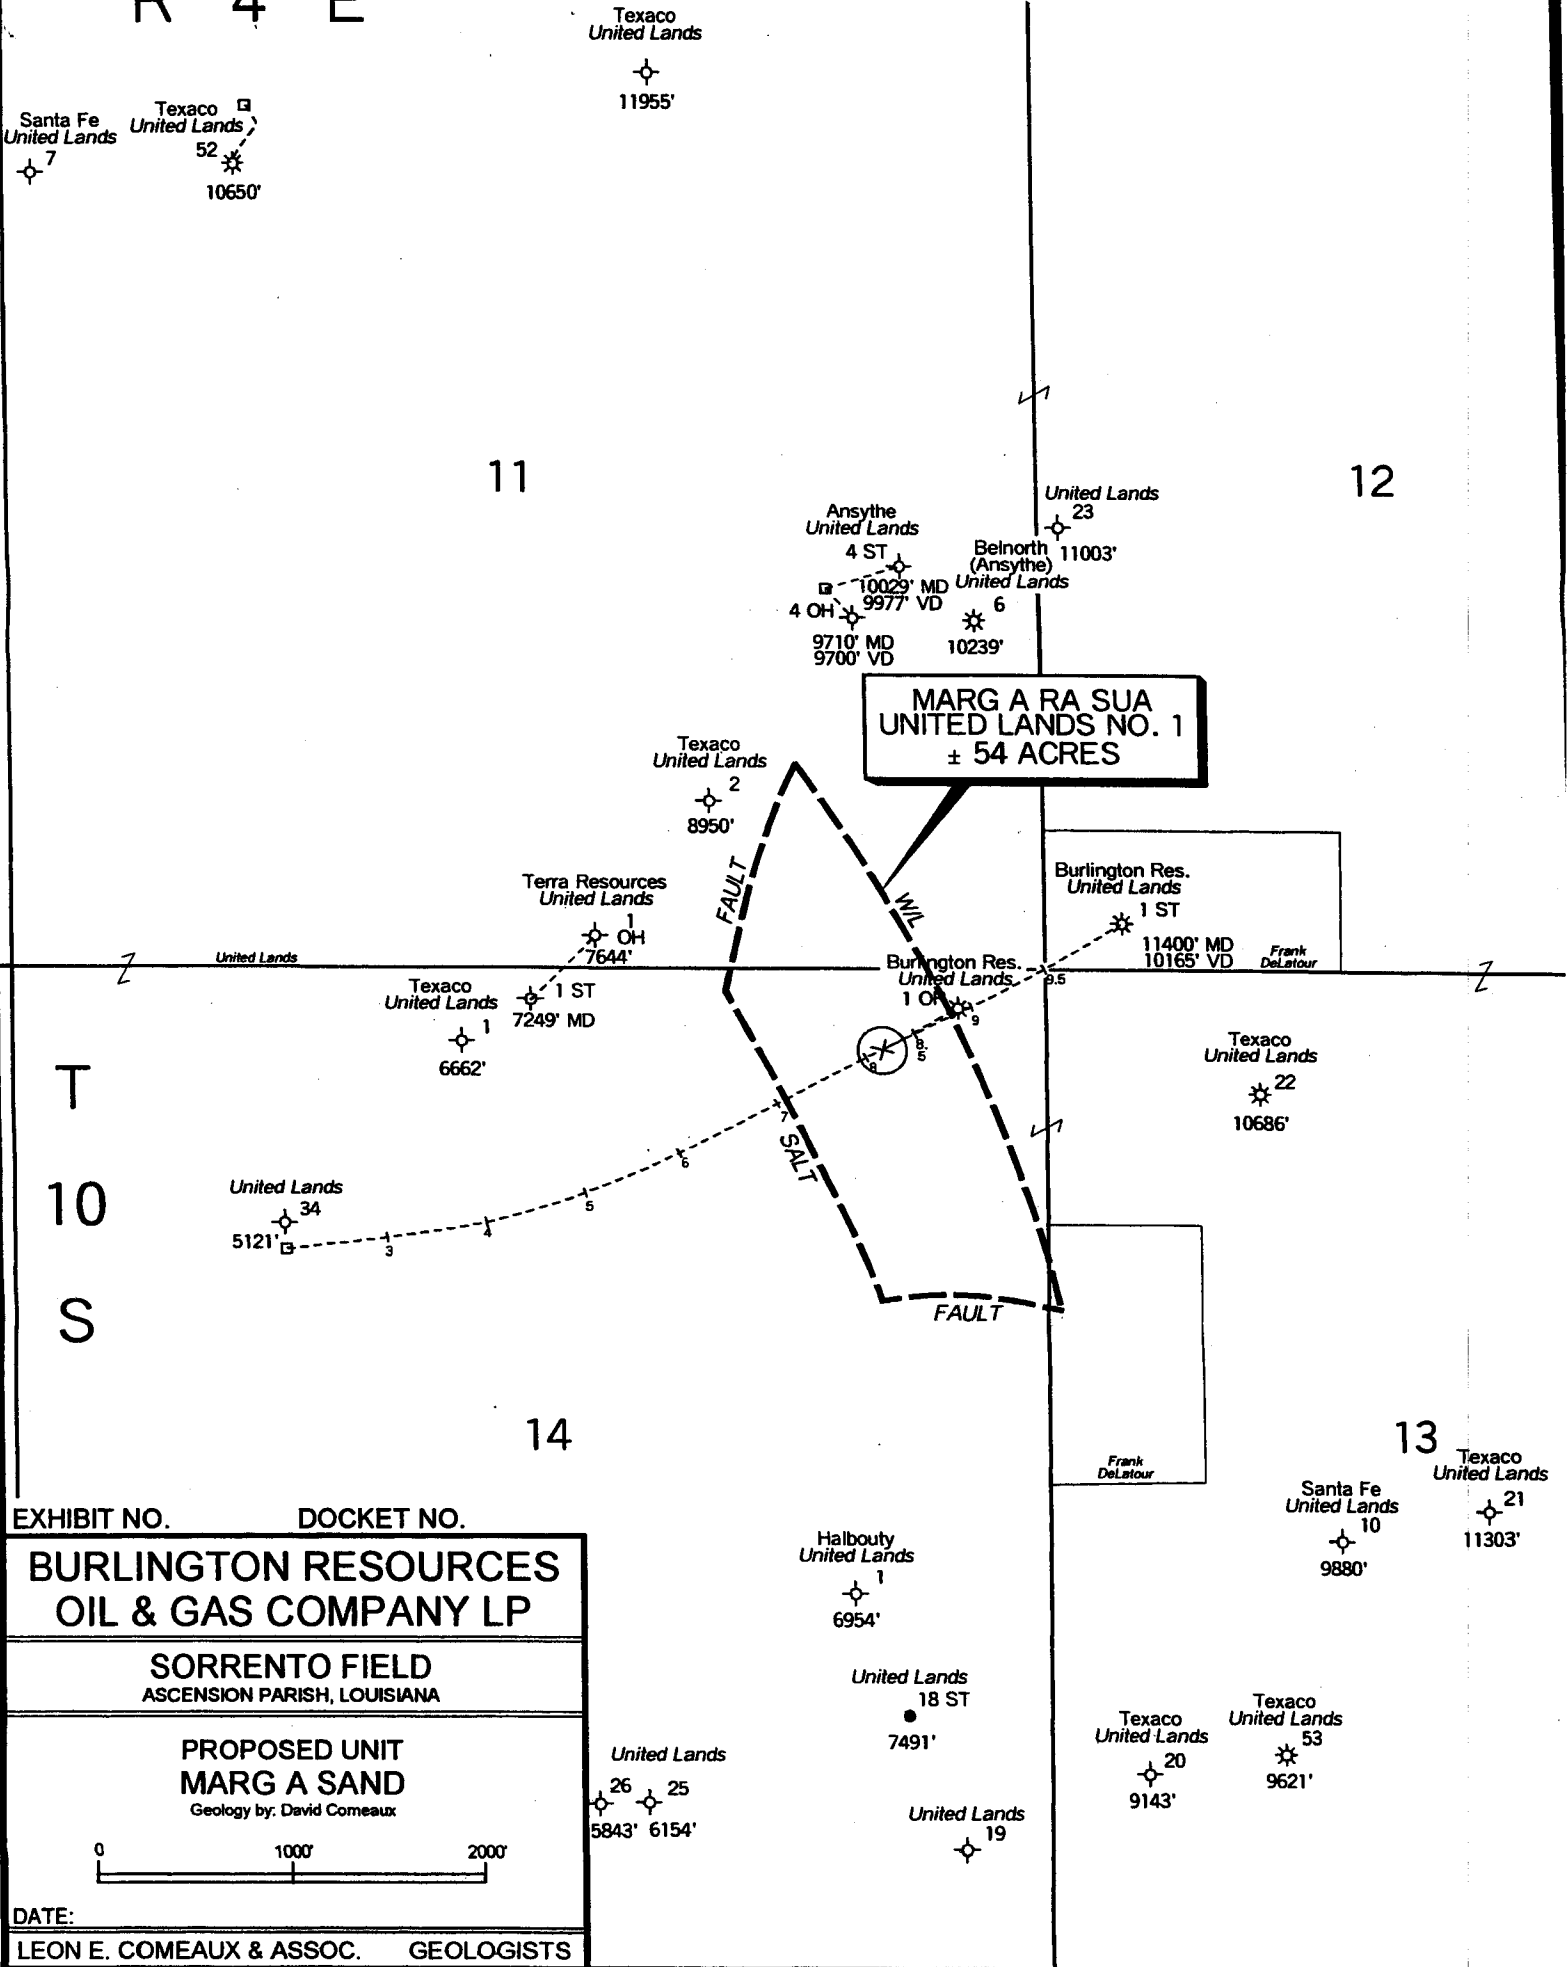 R 4 E
Texaco
United Lands
11955'
Santa Fe
United Lands
7
Texaco
United Lands
52
10650'
11
12
United Lands
23
11003'
Ansythe
United Lands
4 ST
10029' MD
9977' VD
4 OH
9710' MD
9700' VD
Belnorth
(Ansythe)
United Lands
6
10239'
MARG A RA SUA
UNITED LANDS NO. 1
± 54 ACRES
Texaco
United Lands
2
8950'
FAULT
W/L
Terra Resources
United Lands
1
OH
7644'
Burlington Res.
United Lands
1 ST
11400' MD
10165' VD
Frank
DeLatour
United Lands
Burlington Res.
United Lands
1 OH
9.5
9
8.
5
8
7
6
5
4
3
Texaco
United Lands
1
6662'
1 ST
7249' MD
Texaco
United Lands
22
10686'
T
10
S
SALT
United Lands
34
5121'
FAULT
14
13
Frank
DeLatour
Texaco
United Lands
21
11303'
Santa Fe
United Lands
10
9880'
Halbouty
United Lands
1
6954'
United Lands
18 ST
7491'
Texaco
United Lands
20
9143'
Texaco
United Lands
53
9621'
United Lands
26
25
5843'
6154'
United Lands
19
EXHIBIT NO. DOCKET NO.
BURLINGTON RESOURCES
OIL & GAS COMPANY LP
SORRENTO FIELD
ASCENSION PARISH, LOUISIANA
PROPOSED UNIT
MARG A SAND
Geology by: David Comeaux
0 1000' 2000'
DATE:
LEON E. COMEAUX & ASSOC. GEOLOGISTS